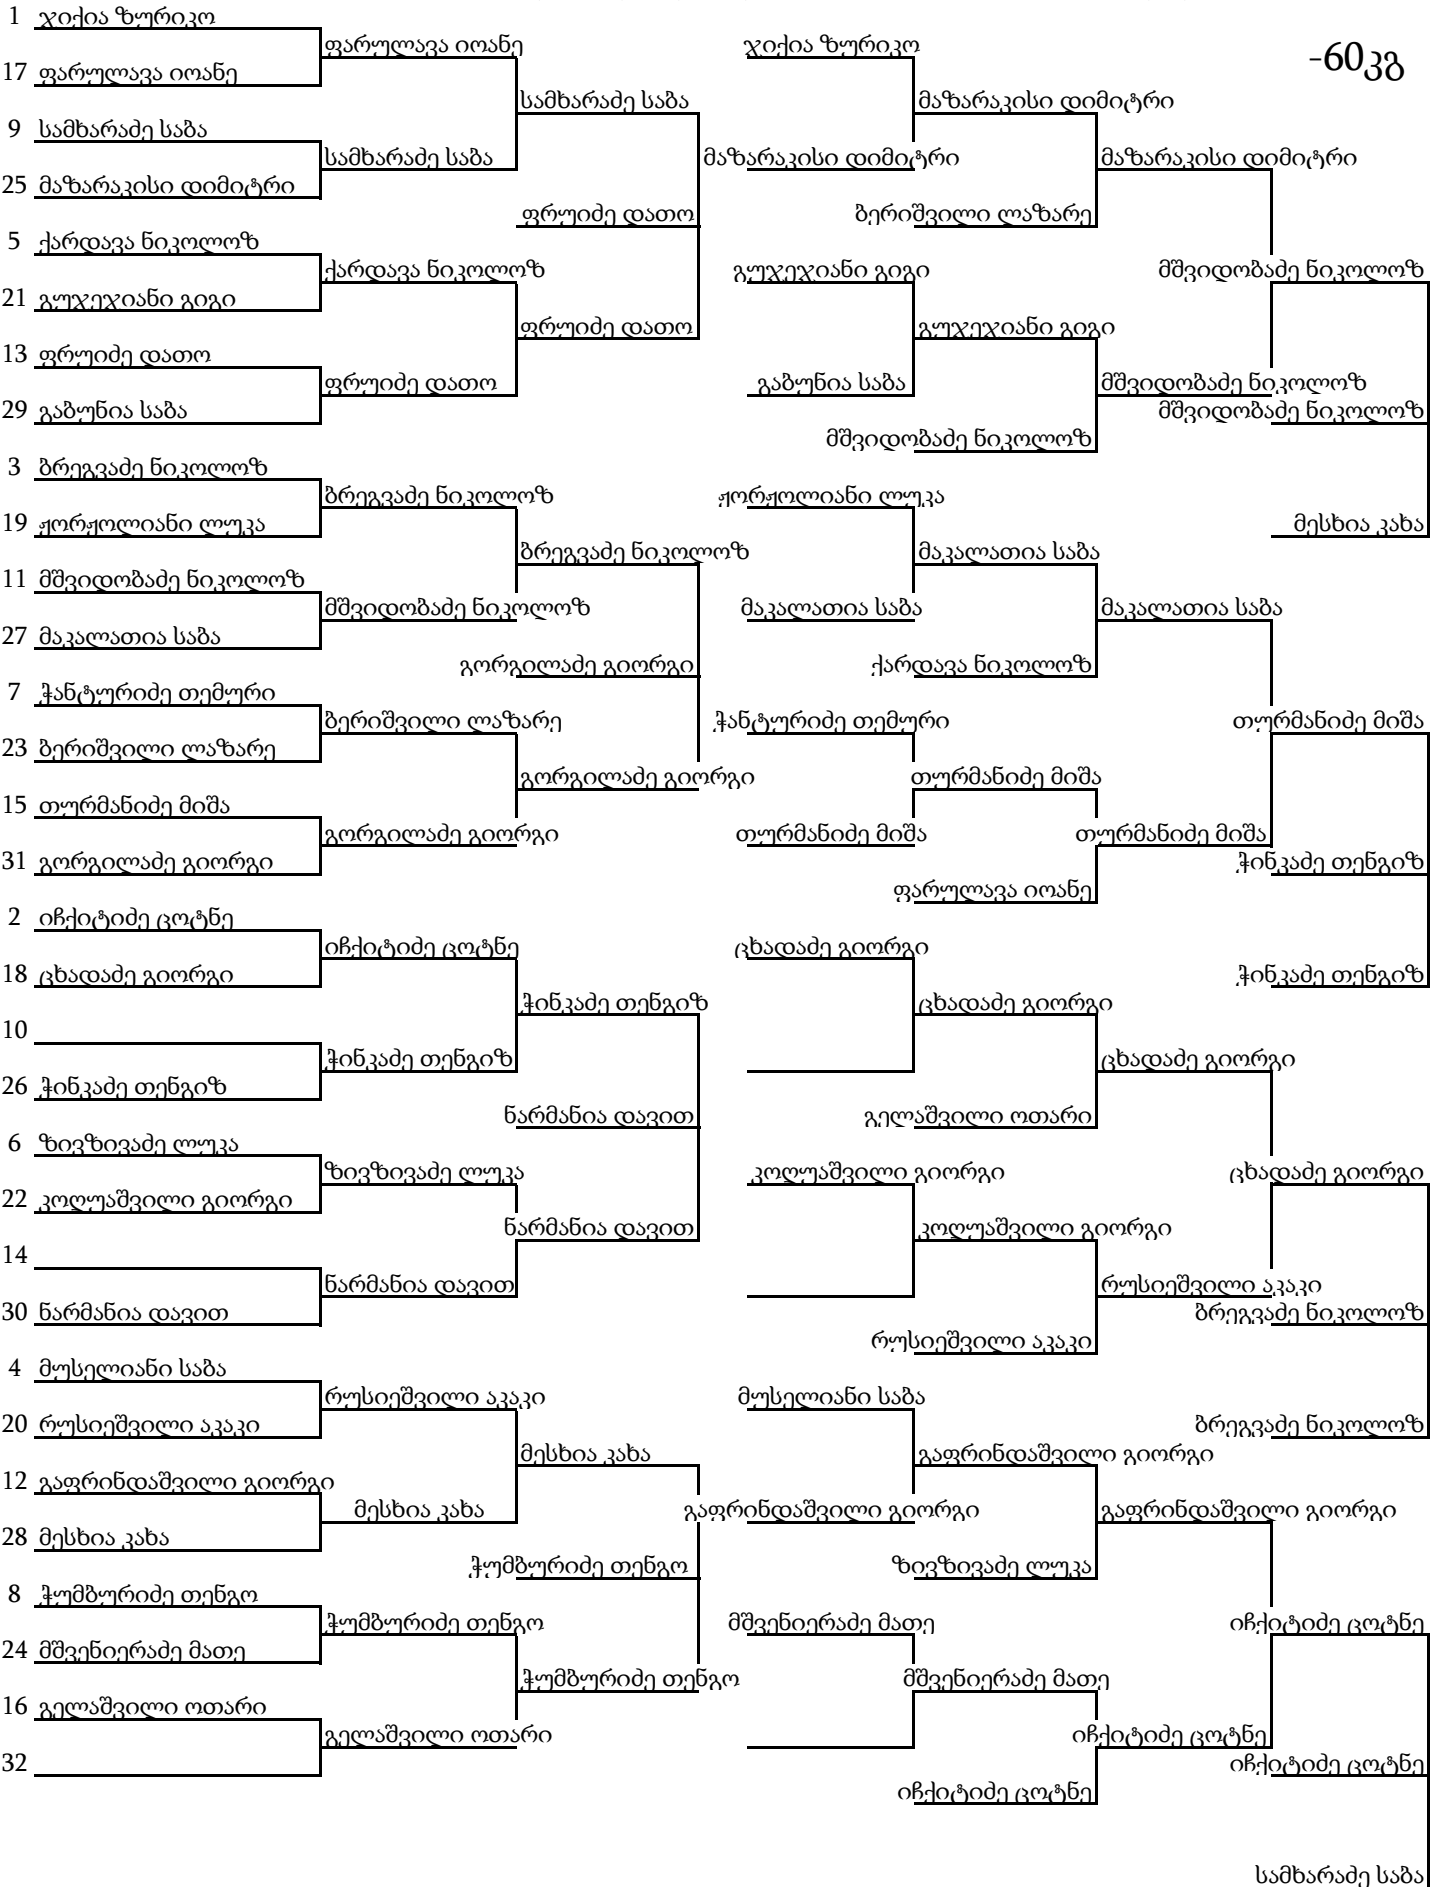 1 ჯიქია ზურიკო
ფარულავა იოანე
ჯიქია ზურიკო
-60კგ
17 ფარულავა იოანე
სამხარაძე საბა
მაზარაკისი დიმიტრი
9 სამხარაძე საბა
სამხარაძე საბა
მაზარაკისი დიმიტრი
მაზარაკისი დიმიტრი
25 მაზარაკისი დიმიტრი
ფრუიძე დათო
ბერიშვილი ლაზარე
5 ქარდავა ნიკოლოზ
ქარდავა ნიკოლოზ
გუჯეჯიანი გიგი
მშვიდობაძე ნიკოლოზ
21 გუჯეჯიანი გიგი
ფრუიძე დათო
გუჯეჯიანი გიგი
13 ფრუიძე დათო
ფრუიძე დათო
გაბუნია საბა
მშვიდობაძე ნიკოლოზ
29 გაბუნია საბა
მშვიდობაძე ნიკოლოზ
მშვიდობაძე ნიკოლოზ
3 ბრეგვაძე ნიკოლოზ
ბრეგვაძე ნიკოლოზ
ჟორჟოლიანი ლუკა
19 ჟორჟოლიანი ლუკა
მესხია კახა
ბრეგვაძე ნიკოლოზ
მაკალათია საბა
11 მშვიდობაძე ნიკოლოზ
მშვიდობაძე ნიკოლოზ
მაკალათია საბა
მაკალათია საბა
27 მაკალათია საბა
გორგილაძე გიორგი
ქარდავა ნიკოლოზ
7 ჭანტურიძე თემური
ბერიშვილი ლაზარე
ჭანტურიძე თემური
თურმანიძე მიშა
23 ბერიშვილი ლაზარე
გორგილაძე გიორგი
თურმანიძე მიშა
15 თურმანიძე მიშა
გორგილაძე გიორგი
თურმანიძე მიშა
თურმანიძე მიშა
31 გორგილაძე გიორგი
ჭინკაძე თენგიზ
ფარულავა იოანე
2 იჩქიტიძე ცოტნე
იჩქიტიძე ცოტნე
ცხადაძე გიორგი
18 ცხადაძე გიორგი
ჭინკაძე თენგიზ
ჭინკაძე თენგიზ
ცხადაძე გიორგი
10
ჭინკაძე თენგიზ
ცხადაძე გიორგი
26 ჭინკაძე თენგიზ
ნარმანია დავით
გელაშვილი ოთარი
6 ზივზივაძე ლუკა
ზივზივაძე ლუკა
კოღუაშვილი გიორგი
ცხადაძე გიორგი
22 კოღუაშვილი გიორგი
ნარმანია დავით
კოღუაშვილი გიორგი
14
ნარმანია დავით
რუსიეშვილი აკაკი
30 ნარმანია დავით
ბრეგვაძე ნიკოლოზ
რუსიეშვილი აკაკი
4 მუსელიანი საბა
რუსიეშვილი აკაკი
მუსელიანი საბა
20 რუსიეშვილი აკაკი
ბრეგვაძე ნიკოლოზ
მესხია კახა
გაფრინდაშვილი გიორგი
12 გაფრინდაშვილი გიორგი
მესხია კახა
გაფრინდაშვილი გიორგი
გაფრინდაშვილი გიორგი
28 მესხია კახა
ჭუმბურიძე თენგო
ზივზივაძე ლუკა
8 ჭუმბურიძე თენგო
ჭუმბურიძე თენგო
მშვენიერაძე მათე
იჩქიტიძე ცოტნე
24 მშვენიერაძე მათე
ჭუმბურიძე თენგო
მშვენიერაძე მათე
16 გელაშვილი ოთარი
გელაშვილი ოთარი
იჩქიტიძე ცოტნე
32
იჩქიტიძე ცოტნე
იჩქიტიძე ცოტნე
სამხარაძე საბა